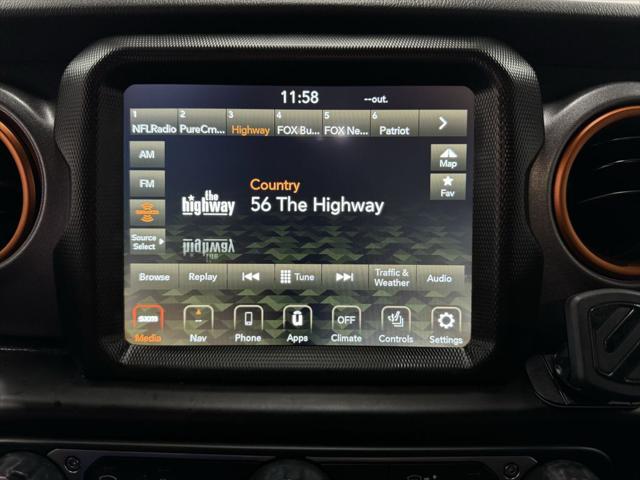 11:58 --out.
1 2 3 4 5 6
NFLRadio PureCm... Highway FOX Bu... FOX Ne... Patriot
AM
Map
FM
Country
Fav
the highway
56 The Highway
Source Select
Browse Replay Tune Traffic & Weather Audio
SXM OFF
Media Nav Phone Apps Climate Controls Settings